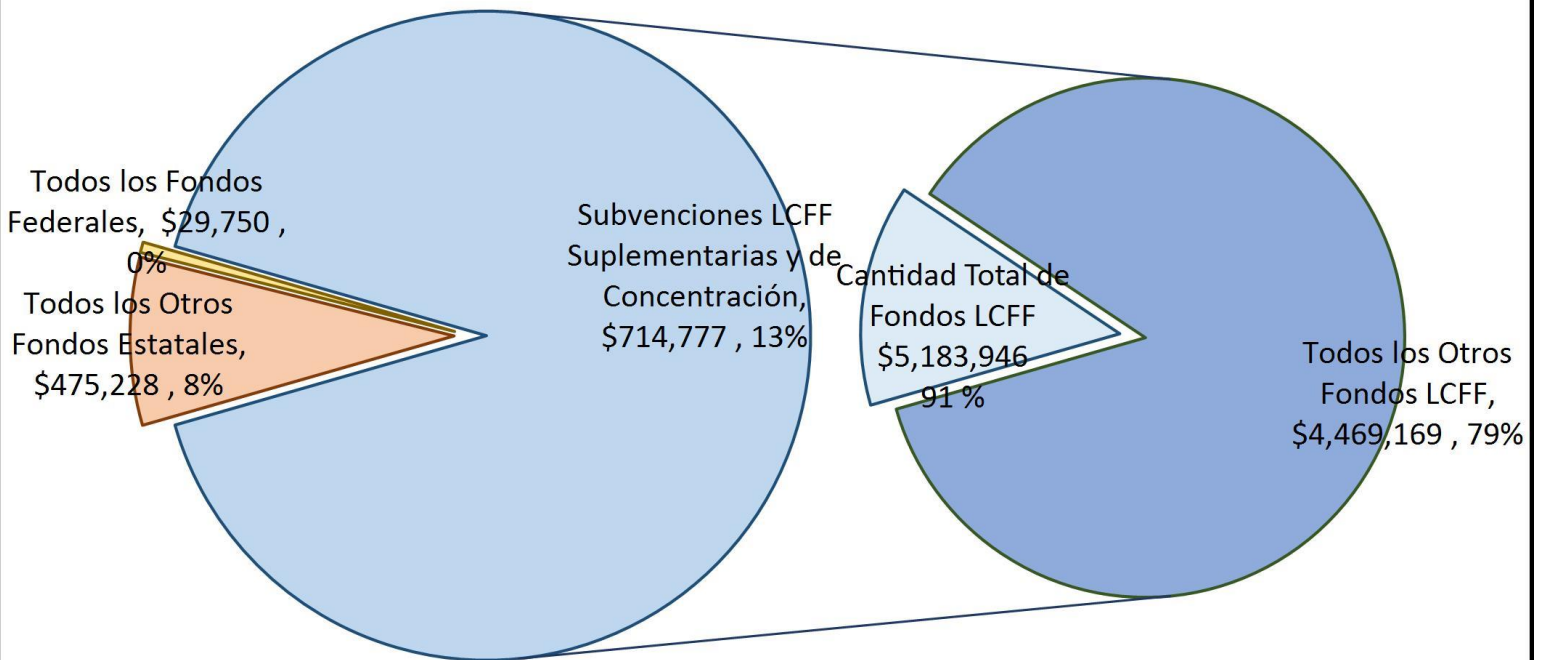 Todos los Fondos
Federales,  $29,750 ,
0%
Todos los Otros
Fondos Estatales,
$475,228 , 8%
Subvenciones LCFF
Suplementarias y de
Concentración,
$714,777 , 13%
Cantidad Total de
Fondos LCFF
$5,183,946
91 %
Todos los Otros
Fondos LCFF,
$4,469,169 , 79%